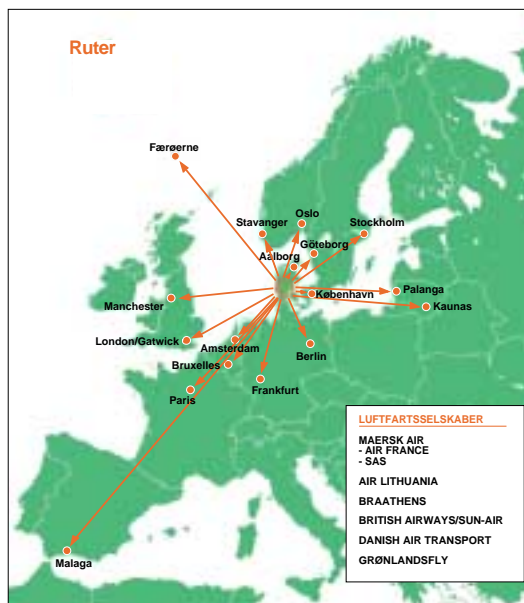 Ruter
Færøerne
Stavanger
Oslo
Stockholm
Göteborg
Aalborg
Palanga
København
Manchester
Kaunas
London/Gatwick
Amsterdam
Berlin
Bruxelles
Frankfurt
Paris
Malaga
LUFTFARTSSELSKABER
MAERSK AIR
- AIR FRANCE
- SAS
AIR LITHUANIA
BRAATHENS
BRITISH AIRWAYS/SUN-AIR
DANISH AIR TRANSPORT
GRØNLANDSFLY